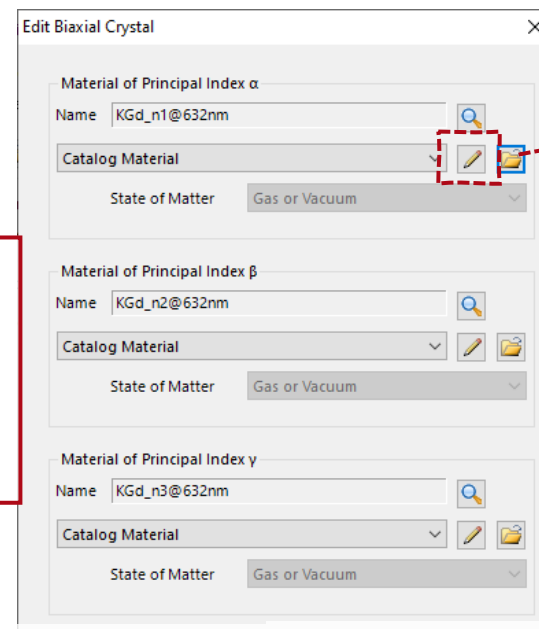 Edit Biaxial Crystal
Material of Principal Index α
Name KGd_n1@632nm
Catalog Material
State of Matter Gas or Vacuum
Material of Principal Index β
Name KGd_n2@632nm
Catalog Material
State of Matter Gas or Vacuum
Material of Principal Index γ
Name KGd_n3@632nm
Catalog Material
State of Matter Gas or Vacuum